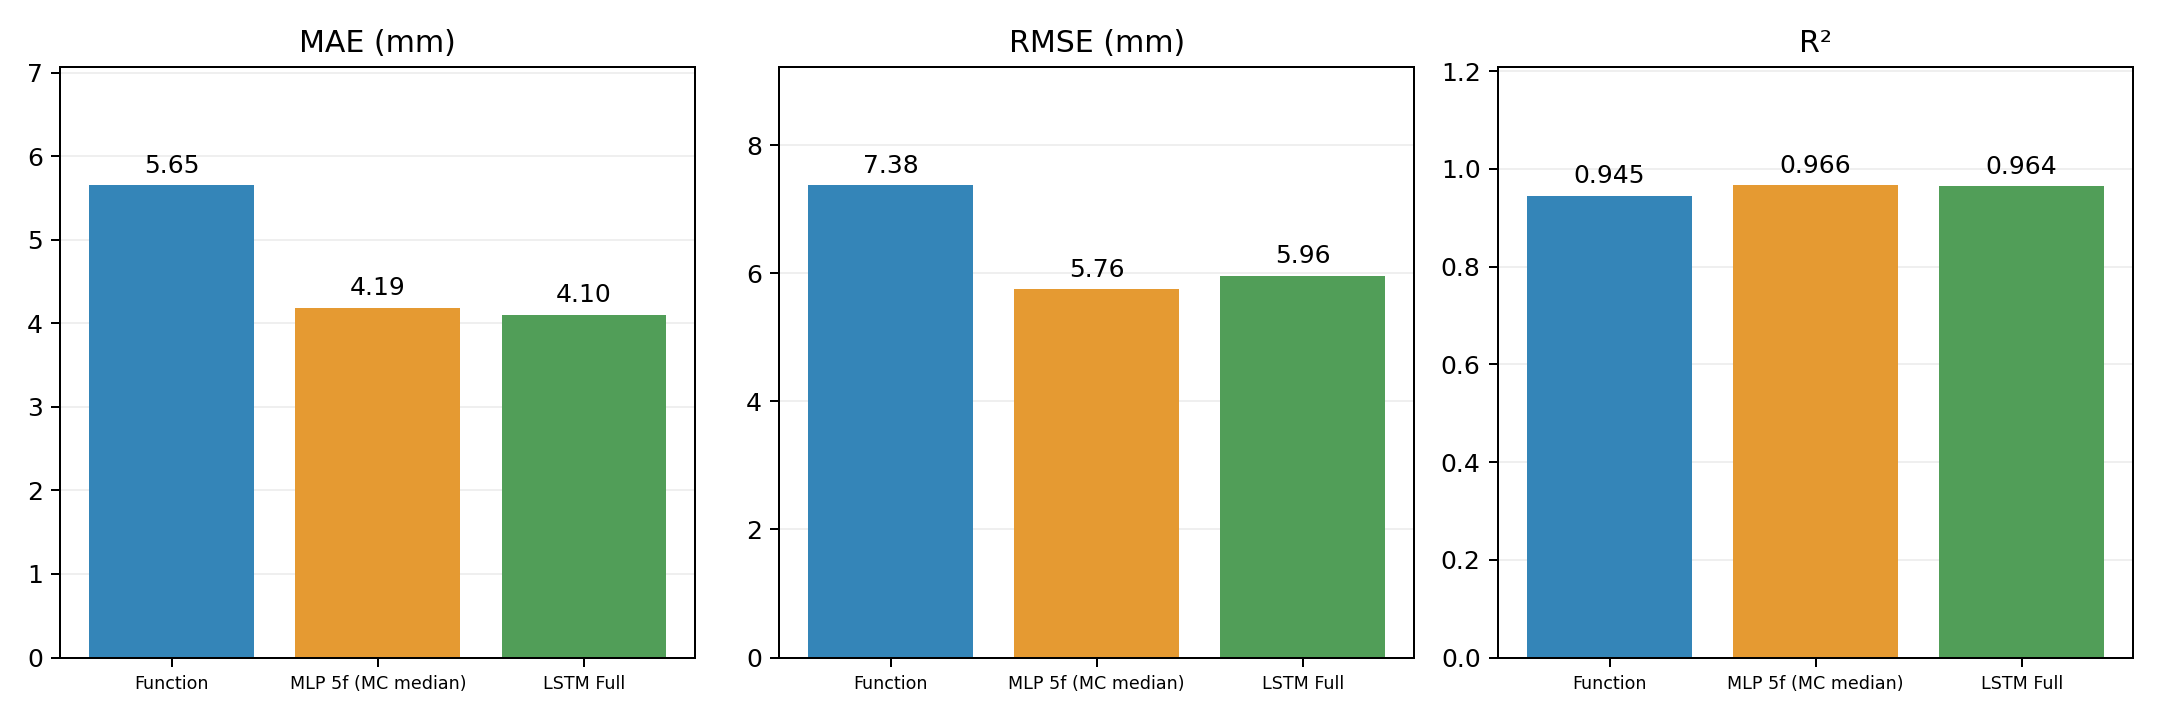 MAE (mm)
7
6
5
4
3
2
1
0
5.65
4.19
4.10
Function
MLP 5f (MC median)
LSTM Full
RMSE (mm)
8
6
4
2
0
7.38
5.76
5.96
Function
MLP 5f (MC median)
LSTM Full
R²
1.2
1.0
0.8
0.6
0.4
0.2
0.0
0.945
0.966
0.964
Function
MLP 5f (MC median)
LSTM Full